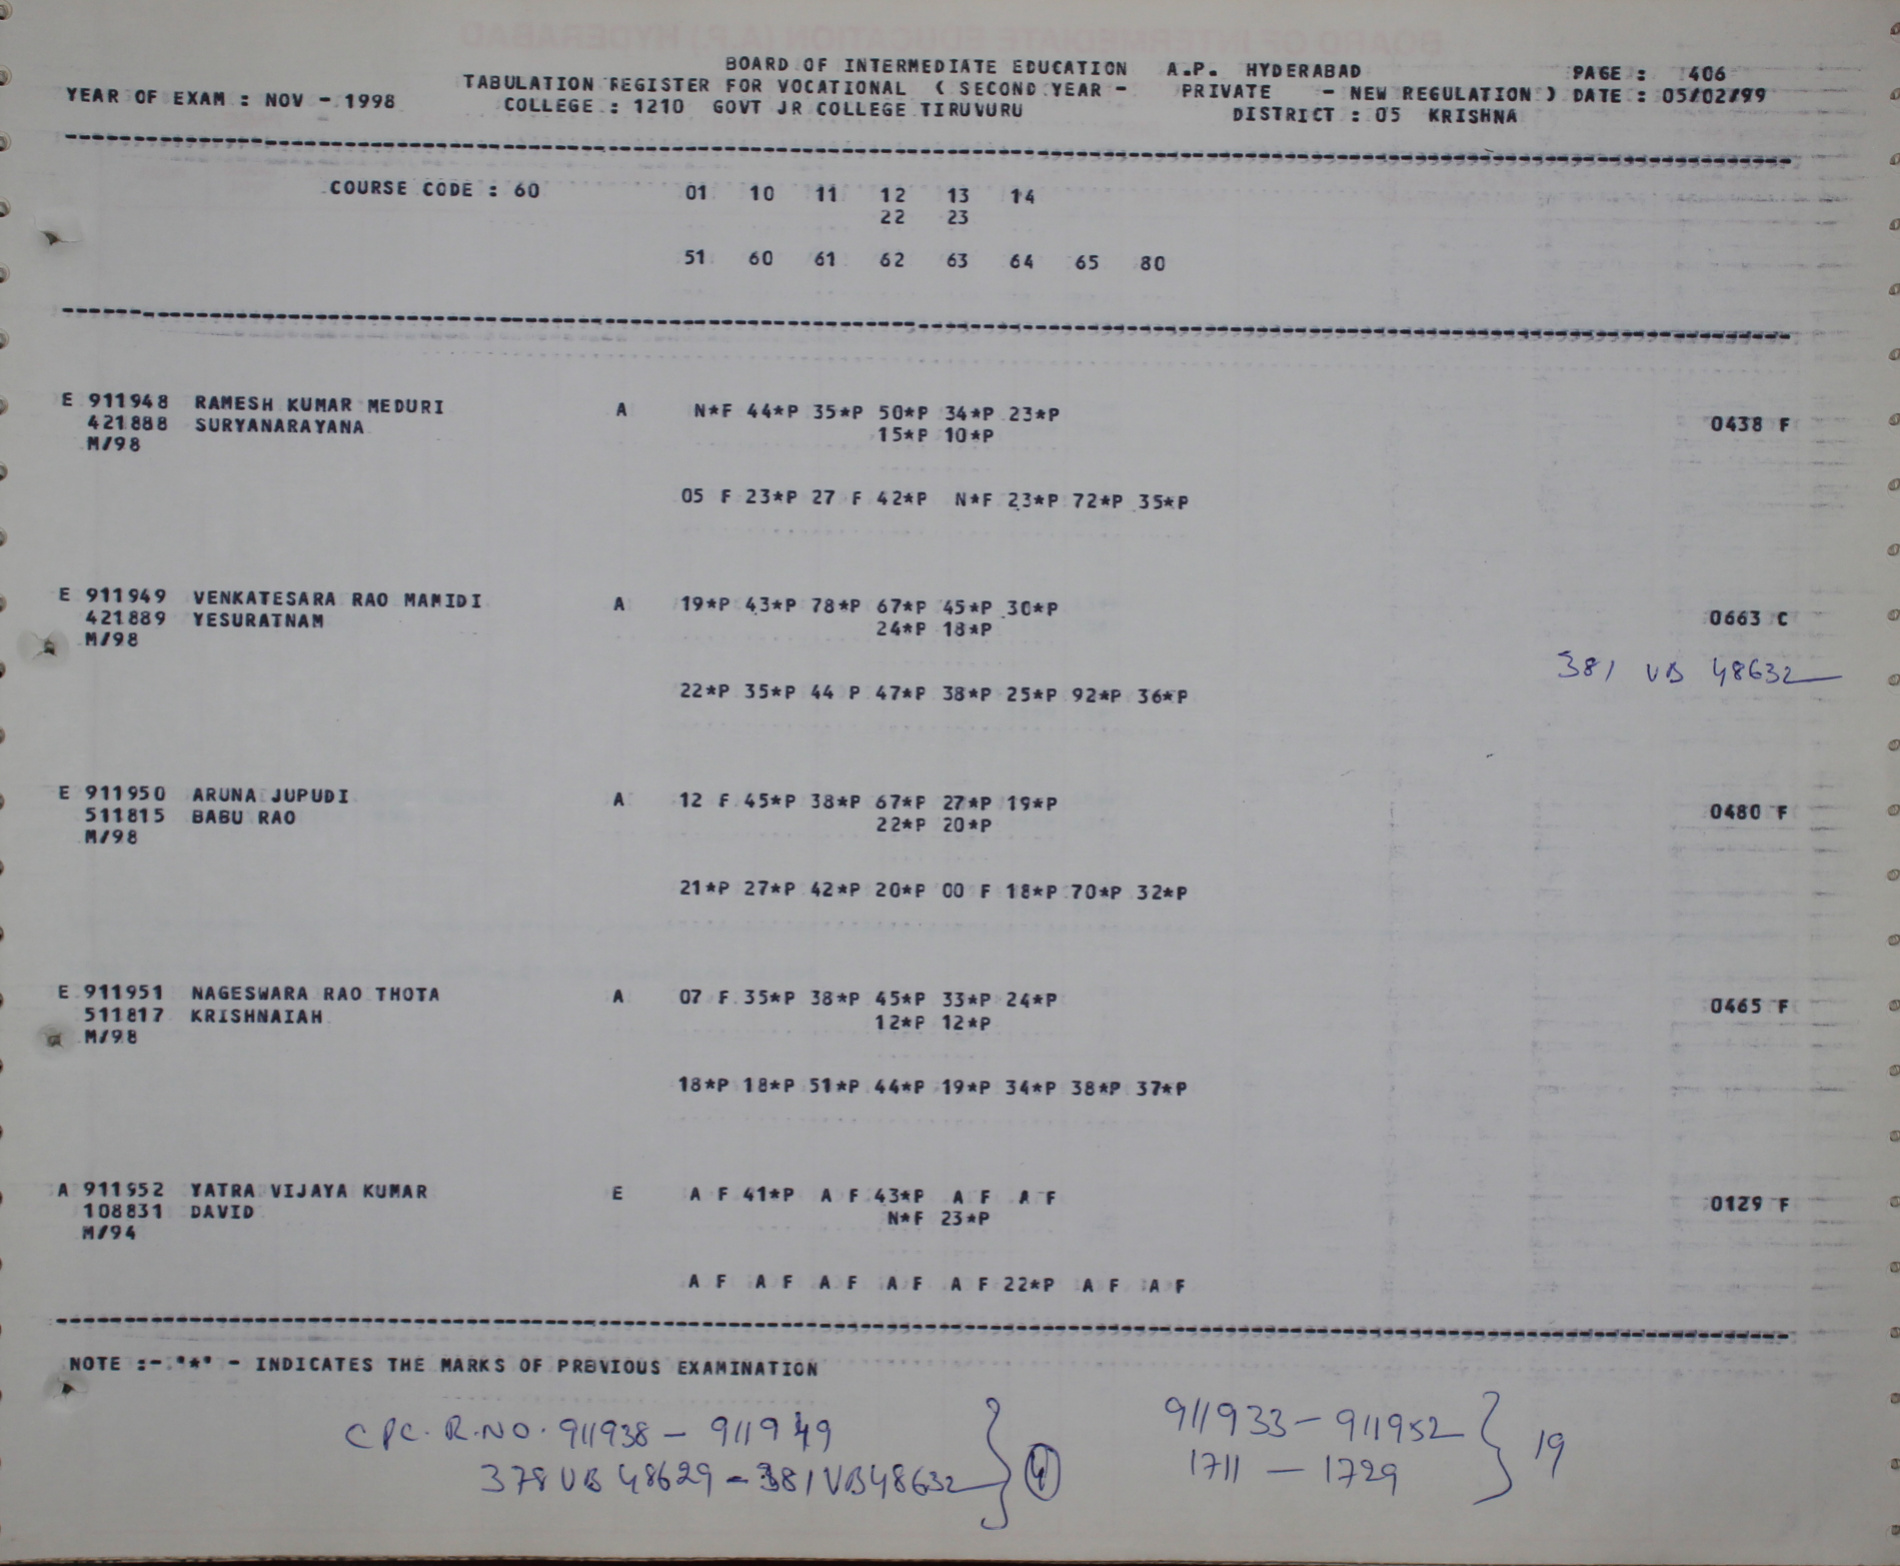 BOARD OF INTERMEDIATE EDUCATION (A.P.) HYDERABAD
BOARD OF INTERMEDIATE EDUCATION A.P. HYDERABAD PAGE : 406
TABULATION REGISTER FOR VOCATIONAL ( SECOND YEAR - PRIVATE - NEW REGULATION ) DATE : 05/02/99
YEAR OF EXAM : NOV - 1998 COLLEGE : 1210 GOVT JR COLLEGE TIRUVURU DISTRICT : 05 KRISHNA
COURSE CODE : 60 01 10 11 12 13 14
22 23
51 60 61 62 63 64 65 80
E 911948 RAMESH KUMAR MEDURI A N*F 44*P 35*P 50*P 34*P 23*P 0438 F
421888 SURYANARAYANA 15*P 10*P
M/98
05 F 23*P 27 F 42*P N*F 23*P 72*P 35*P
E 911949 VENKATESARA RAO MAMIDI A 19*P 43*P 78*P 67*P 45*P 30*P 0663 C
421889 YESURATNAM 24*P 18*P
M/98
381 VB 48632
22*P 35*P 44 P 47*P 38*P 25*P 92*P 36*P
E 911950 ARUNA JUPUDI A 12 F 45*P 38*P 67*P 27*P 19*P 0480 F
511815 BABU RAO 22*P 20*P
M/98
21*P 27*P 42*P 20*P 00 F 18*P 70*P 32*P
E 911951 NAGESWARA RAO THOTA A 07 F 35*P 38*P 45*P 33*P 24*P 0465 F
511817 KRISHNAIAH 12*P 12*P
M/98
18*P 18*P 51*P 44*P 19*P 34*P 38*P 37*P
A 911952 YATRA VIJAYA KUMAR E A F 41*P A F 43*P A F A F 0129 F
108831 DAVID N*F 23*P
M/94
A F A F A F A F A F 22*P A F A F
NOTE :- '*' - INDICATES THE MARKS OF PREVIOUS EXAMINATION
CPC. R.NO. 911938 - 911949
378 VB 48629 - 381 VB 48632 } 4
911933 - 911952
1711 - 1729 } 19